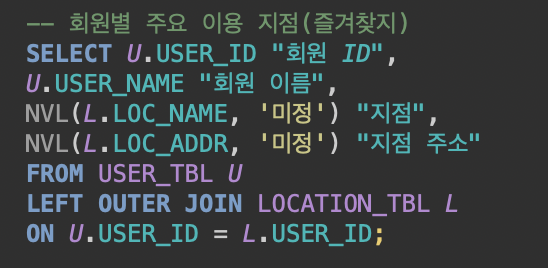 -- 회원별 주요 이용 지점(즐겨찾지)
SELECT U.USER_ID "회원 ID",
U.USER_NAME "회원 이름",
NVL(L.LOC_NAME, '미정') "지점",
NVL(L.LOC_ADDR, '미정') "지점 주소"
FROM USER_TBL U
LEFT OUTER JOIN LOCATION_TBL L
ON U.USER_ID = L.USER_ID;